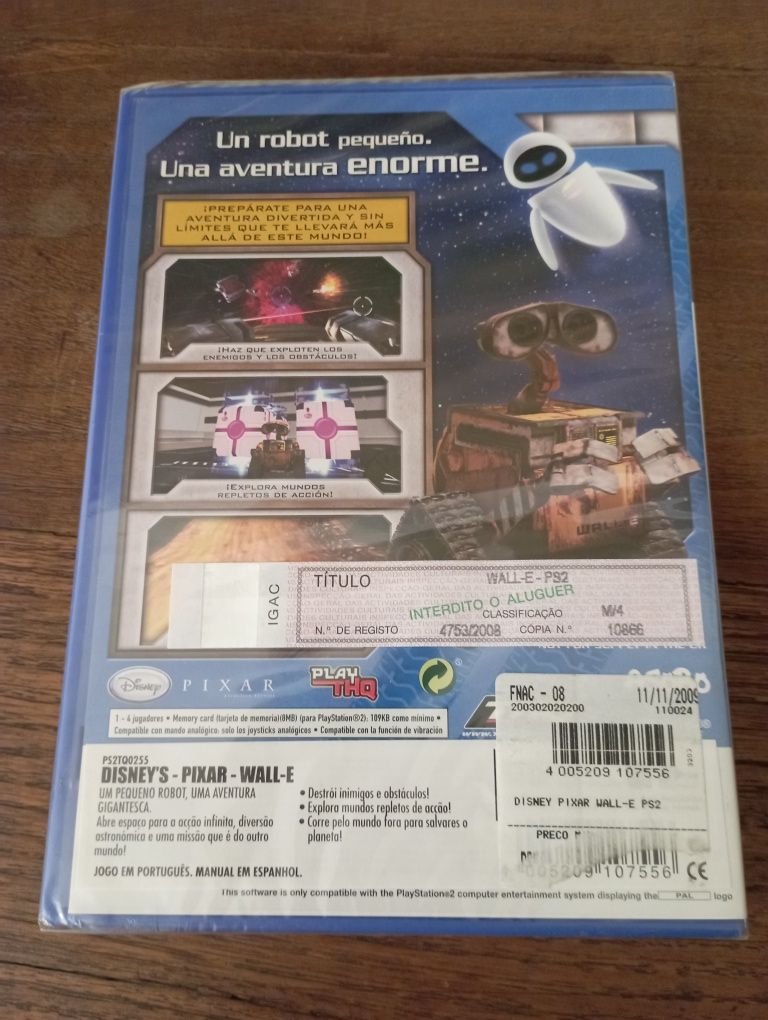 Un robot pequeño.
Una aventura enorme.
¡PREPÁRATE PARA UNA
AVENTURA DIVERTIDA Y SIN
LÍMITES QUE TE LLEVARÁ MÁS
ALLÁ DE ESTE MUNDO!
¡HAZ QUE EXPLOTEN LOS
ENEMIGOS Y LOS OBSTÁCULOS!
¡EXPLORA MUNDOS
REPLETOS DE ACCIÓN!
WALL-E
IGAC
TÍTULO WALL-E - PS2
INTERDITO O ALUGUER
CLASSIFICAÇÃO M/4
N.º DE REGISTO 4753/2008 CÓPIA N.º 10866
Disney PIXAR
ANIMATION STUDIOS
PLAY
THQ
1 - 4 jugadores • Memory card (tarjeta de memoria)(8MB) (para PlayStation®2): 109KB como mínimo •
Compatible con mando analógico: solo los joysticks analógicos • Compatible con la función de vibración
FNAC - 08 11/11/2009
200302020200 110024
4 005209 107556
DISNEY PIXAR WALL-E PS2
PRECO
PS2TQ0255
DISNEY'S - PIXAR - WALL-E
UM PEQUENO ROBOT, UMA AVENTURA
GIGANTESCA.
Abre espaço para a acção infinita, diversão
astronómica e uma missão que é do outro
mundo!
• Destrói inimigos e obstáculos!
• Explora mundos repletos de acção!
• Corre pelo mundo fora para salvares o
planeta!
JOGO EM PORTUGUÊS. MANUAL EM ESPANHOL.
005209 107556
CE
This software is only compatible with the PlayStation®2 computer entertainment system displaying the PAL logo